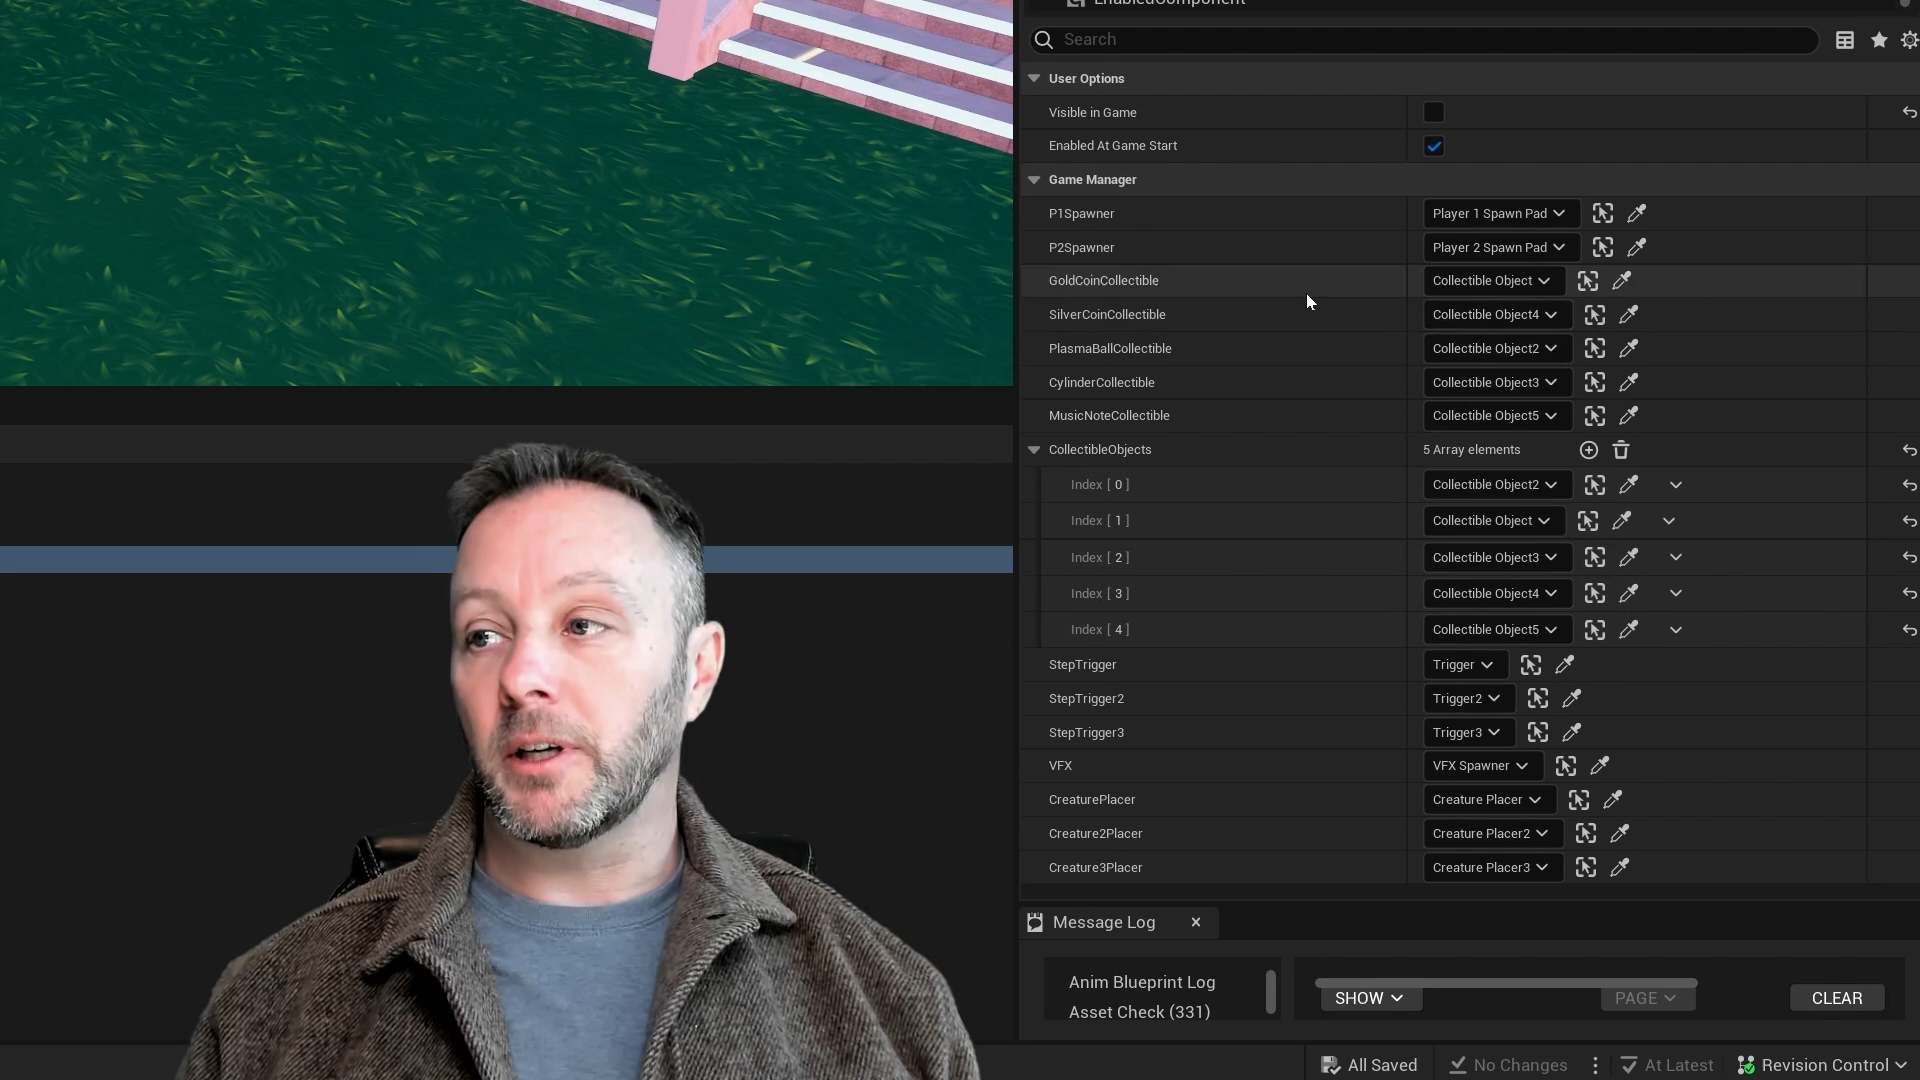 EnabledComponent
Search
User Options
Visible in Game
Enabled At Game Start
Game Manager
P1Spawner Player 1 Spawn Pad
P2Spawner Player 2 Spawn Pad
GoldCoinCollectible Collectible Object
SilverCoinCollectible Collectible Object4
PlasmaBallCollectible Collectible Object2
CylinderCollectible Collectible Object3
MusicNoteCollectible Collectible Object5
CollectibleObjects 5 Array elements
Index [ 0 ] Collectible Object2
Index [ 1 ] Collectible Object
Index [ 2 ] Collectible Object3
Index [ 3 ] Collectible Object4
Index [ 4 ] Collectible Object5
StepTrigger Trigger
StepTrigger2 Trigger2
StepTrigger3 Trigger3
VFX VFX Spawner
CreaturePlacer Creature Placer
Creature2Placer Creature Placer2
Creature3Placer Creature Placer3
Message Log
Anim Blueprint Log
Asset Check (331)
SHOW PAGE CLEAR
All Saved No Changes At Latest Revision Control